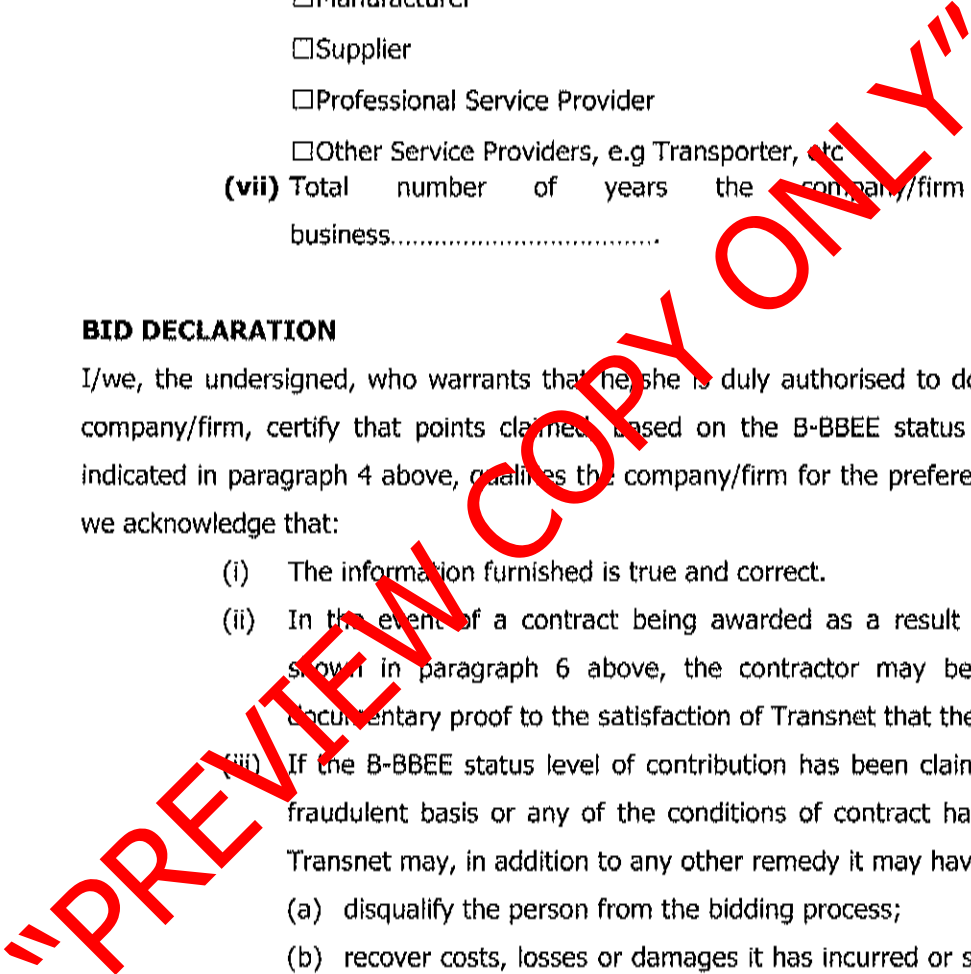 ☐Manufacturer
☐Supplier
☐Professional Service Provider
☐Other Service Providers, e.g Transporter, etc
(vii) Total number of years the company/firm
business....................................
BID DECLARATION
I/we, the undersigned, who warrants that he/she is duly authorised to do
company/firm, certify that points claimed, based on the B-BBEE status
indicated in paragraph 4 above, qualifies the company/firm for the prefere
we acknowledge that:
(i) The information furnished is true and correct.
(ii) In the event of a contract being awarded as a result
shown in paragraph 6 above, the contractor may be
documentary proof to the satisfaction of Transnet that the
(iii) If the B-BBEE status level of contribution has been claim
fraudulent basis or any of the conditions of contract ha
Transnet may, in addition to any other remedy it may hav
(a) disqualify the person from the bidding process;
(b) recover costs, losses or damages it has incurred or s
"PREVIEW COPY ONLY"